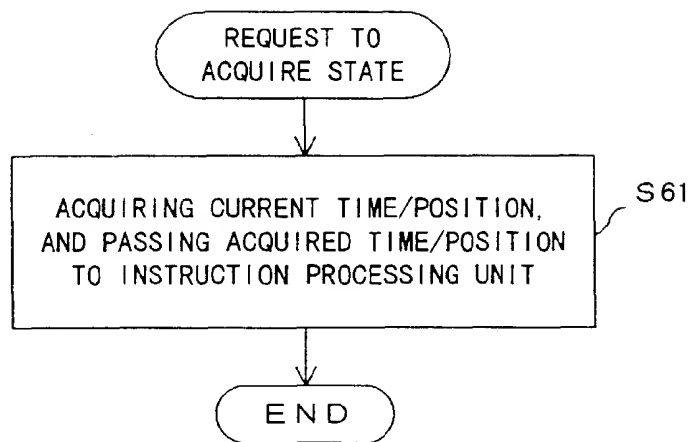 REQUEST TO
ACQUIRE STATE
ACQUIRING CURRENT TIME/POSITION,
AND PASSING ACQUIRED TIME/POSITION
TO INSTRUCTION PROCESSING UNIT
S61
END